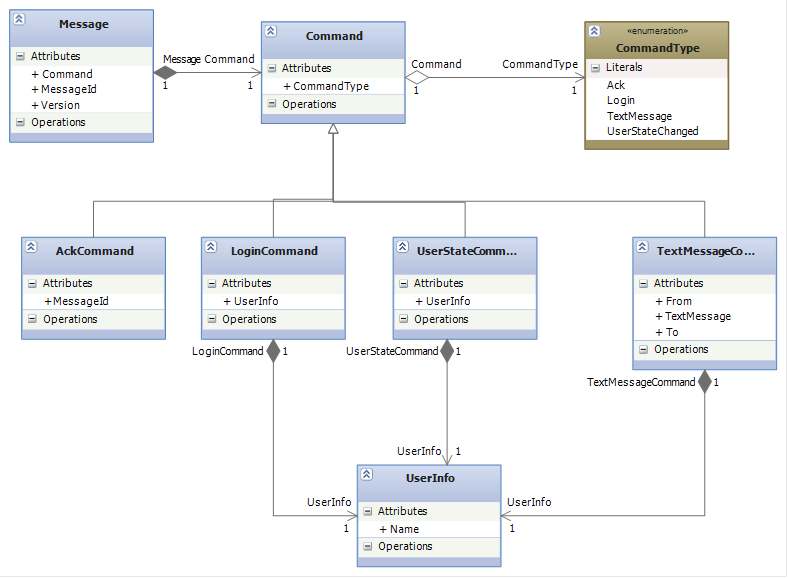 Message
Attributes
+ Command
+ MessageId
+ Version
Operations
Message Command
1
1
Command
Attributes
+ CommandType
Operations
Command
CommandType
1
1
«enumeration»
CommandType
Literals
Ack
Login
TextMessage
UserStateChanged
AckCommand
Attributes
+ MessageId
Operations
LoginCommand
Attributes
+ UserInfo
Operations
UserStateComm...
Attributes
+ UserInfo
Operations
TextMessageCo...
Attributes
+ From
+ TextMessage
+ To
Operations
LoginCommand 1
UserStateCommand 1
TextMessageCommand 1
UserInfo 1
UserInfo
1
UserInfo
1
UserInfo
Attributes
+ Name
Operations